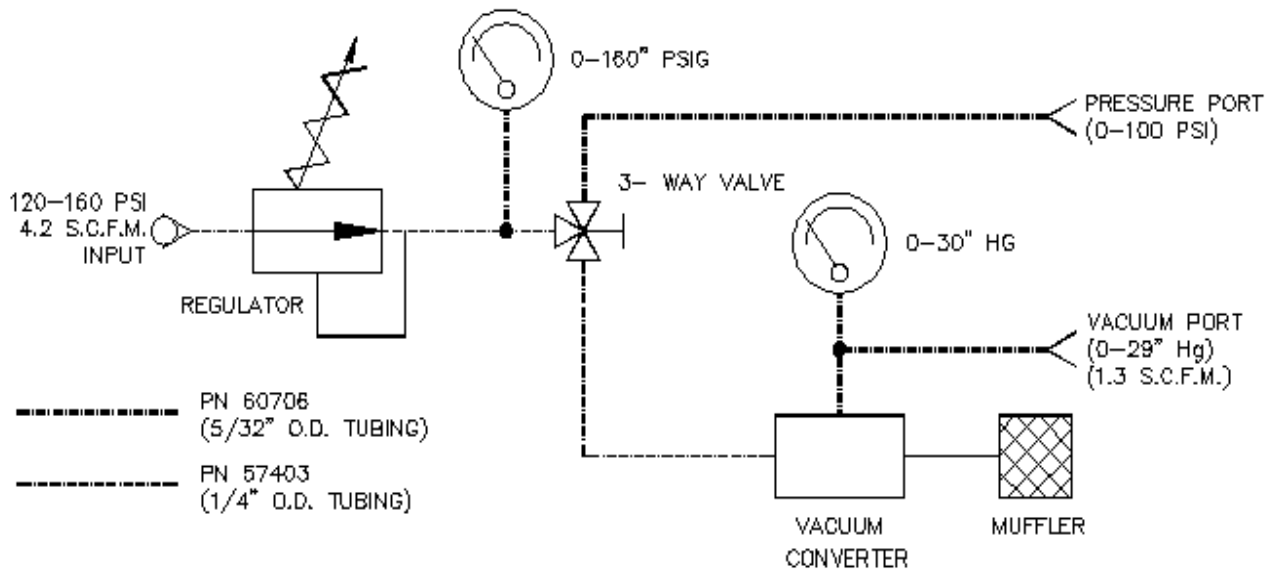 0-160" PSIG
PRESSURE PORT
(0-100 PSI)
3- WAY VALVE
120-160 PSI
4.2 S.C.F.M.
INPUT
0-30" HG
REGULATOR
VACUUM PORT
(0-29" Hg)
(1.3 S.C.F.M.)
PN 60706
(5/32" O.D. TUBING)
PN 57403
(1/4" O.D. TUBING)
VACUUM
CONVERTER
MUFFLER